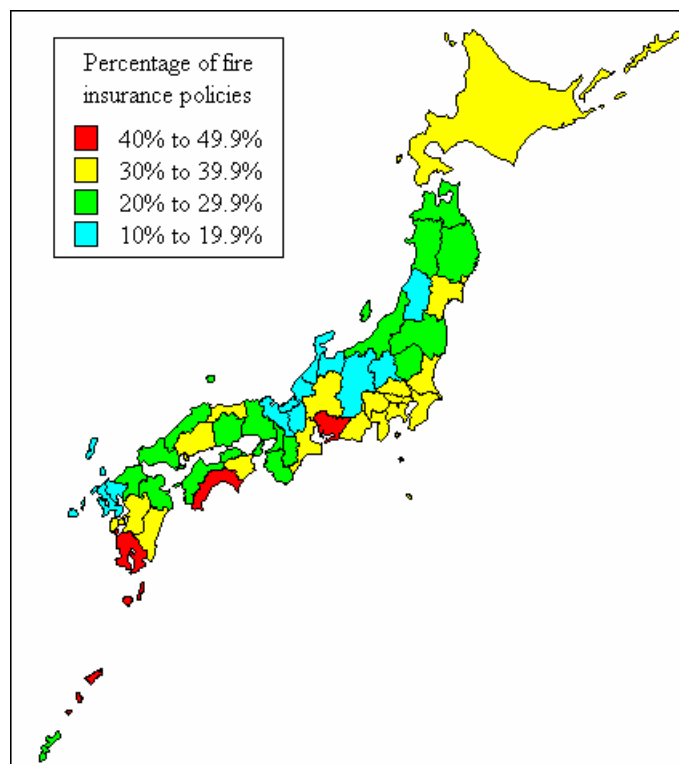 Percentage of fire
insurance policies
40% to 49.9%
30% to 39.9%
20% to 29.9%
10% to 19.9%